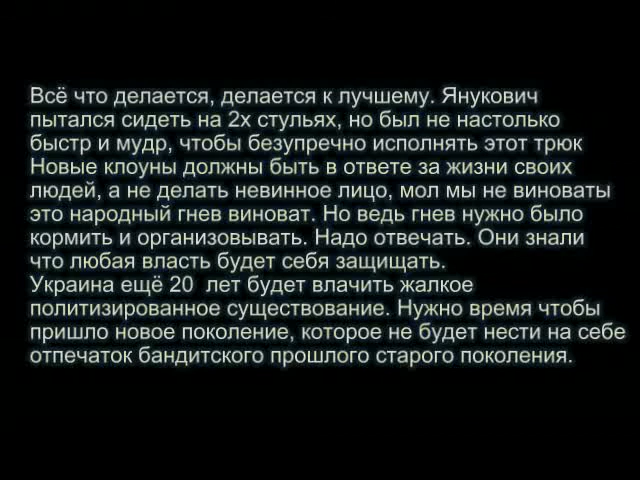 Всё что делается, делается к лучшему. Янукович
пытался сидеть на 2х стульях, но был не настолько
быстр и мудр, чтобы безупречно исполнять этот трюк
Новые клоуны должны быть в ответе за жизни своих
людей, а не делать невинное лицо, мол мы не виноваты
это народный гнев виноват. Но ведь гнев нужно было
кормить и организовывать. Надо отвечать. Они знали
что любая власть будет себя защищать.
Украина ещё 20  лет будет влачить жалкое
политизированное существование. Нужно время чтобы
пришло новое поколение, которое не будет нести на себе
отпечаток бандитского прошлого старого поколения.